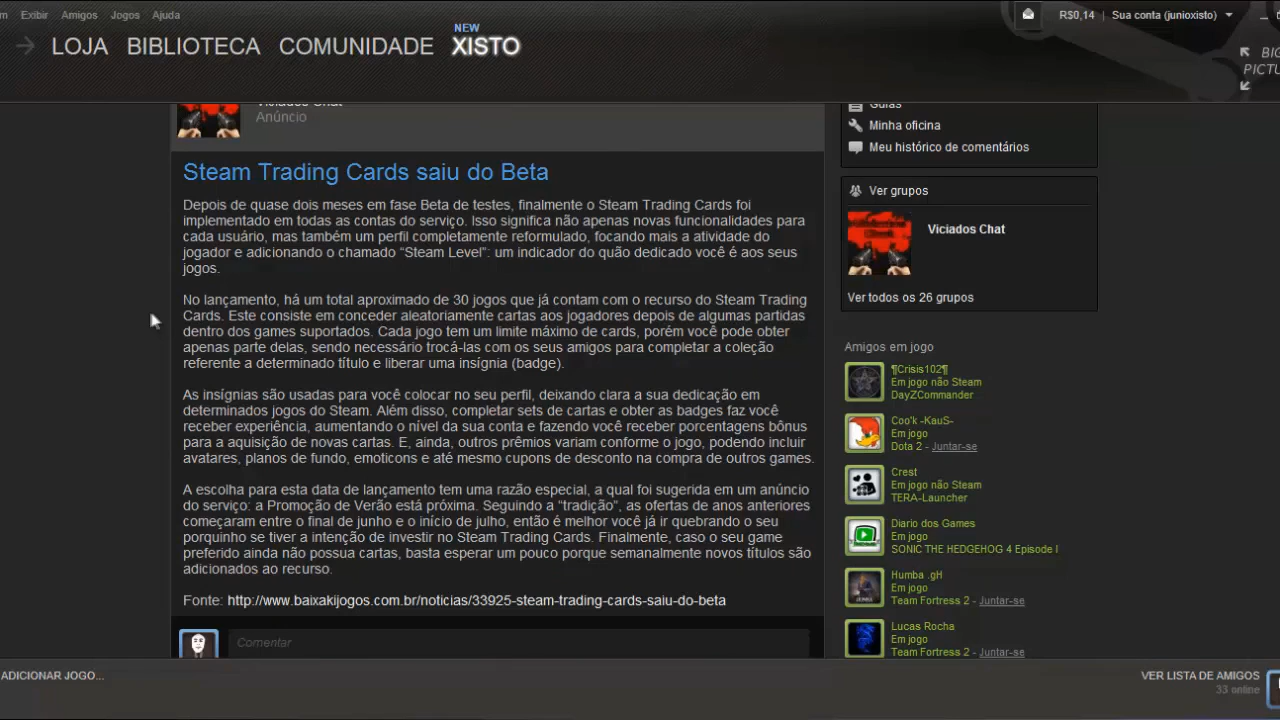 Exibir Amigos Jogos Ajuda
R$0,14 Sua conta (junioxisto)
NEW
LOJA BIBLIOTECA COMUNIDADE XISTO
Viciados Chat
Anúncio
Steam Trading Cards saiu do Beta
Depois de quase dois meses em fase Beta de testes, finalmente o Steam Trading Cards foi
implementado em todas as contas do serviço. Isso significa não apenas novas funcionalidades para
cada usuário, mas também um perfil completamente reformulado, focando mais a atividade do
jogador e adicionando o chamado “Steam Level”: um indicador do quão dedicado você é aos seus
jogos.
No lançamento, há um total aproximado de 30 jogos que já contam com o recurso do Steam Trading
Cards. Este consiste em conceder aleatoriamente cartas aos jogadores depois de algumas partidas
dentro dos games suportados. Cada jogo tem um limite máximo de cards, porém você pode obter
apenas parte delas, sendo necessário trocá-las com os seus amigos para completar a coleção
referente a determinado título e liberar uma insígnia (badge).
As insígnias são usadas para você colocar no seu perfil, deixando clara a sua dedicação em
determinados jogos do Steam. Além disso, completar sets de cartas e obter as badges faz você
receber experiência, aumentando o nível da sua conta e fazendo você receber porcentagens bônus
para a aquisição de novas cartas. E, ainda, outros prêmios variam conforme o jogo, podendo incluir
avatares, planos de fundo, emoticons e até mesmo cupons de desconto na compra de outros games.
A escolha para esta data de lançamento tem uma razão especial, a qual foi sugerida em um anúncio
do serviço: a Promoção de Verão está próxima. Seguindo a “tradição”, as ofertas de anos anteriores
começaram entre o final de junho e o início de julho, então é melhor você já ir quebrando o seu
porquinho se tiver a intenção de investir no Steam Trading Cards. Finalmente, caso o seu game
preferido ainda não possua cartas, basta esperar um pouco porque semanalmente novos títulos são
adicionados ao recurso.
Fonte: http://www.baixakijogos.com.br/noticias/33925-steam-trading-cards-saiu-do-beta
Comentar
Guias
Minha oficina
Meu histórico de comentários
Ver grupos
Viciados Chat
Ver todos os 26 grupos
Amigos em jogo
¶Crisis102¶
Em jogo não Steam
DayZCommander
Coo'k -KauS-
Em jogo
Dota 2 - Juntar-se
Crest
Em jogo não Steam
TERA-Launcher
Diario dos Games
Em jogo
SONIC THE HEDGEHOG 4 Episode I
Humba .gH
Em jogo
Team Fortress 2 - Juntar-se
Lucas Rocha
Em jogo
Team Fortress 2 - Juntar-se
ADICIONAR JOGO...
VER LISTA DE AMIGOS
33 online